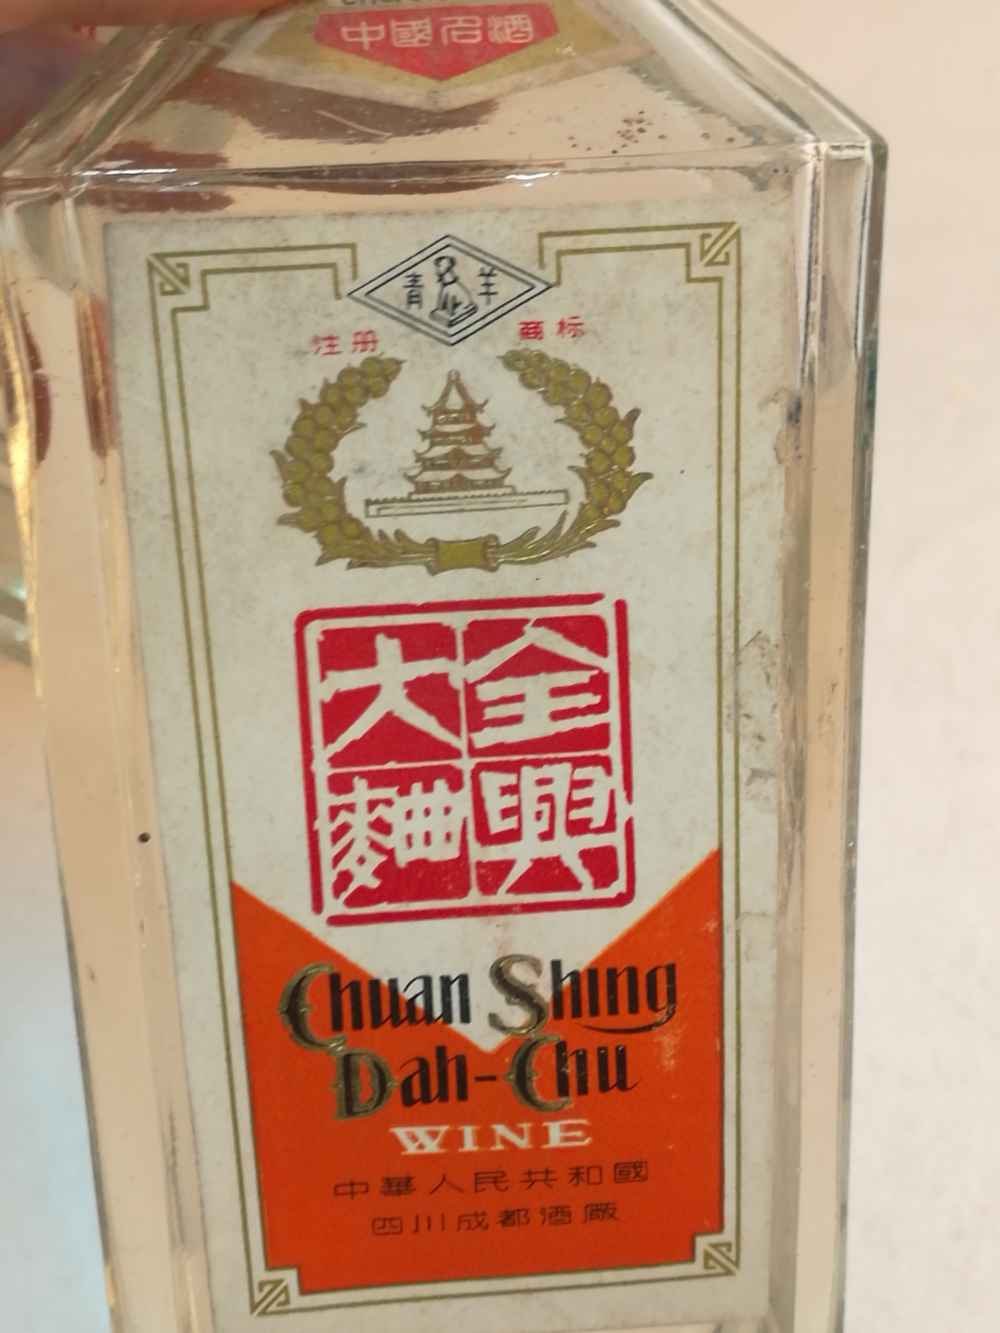 中國名酒
青羊
注册 商标
全興
大麯
Chuan Shing
Dah-Chu
WINE
中華人民共和國
四川成都酒廠